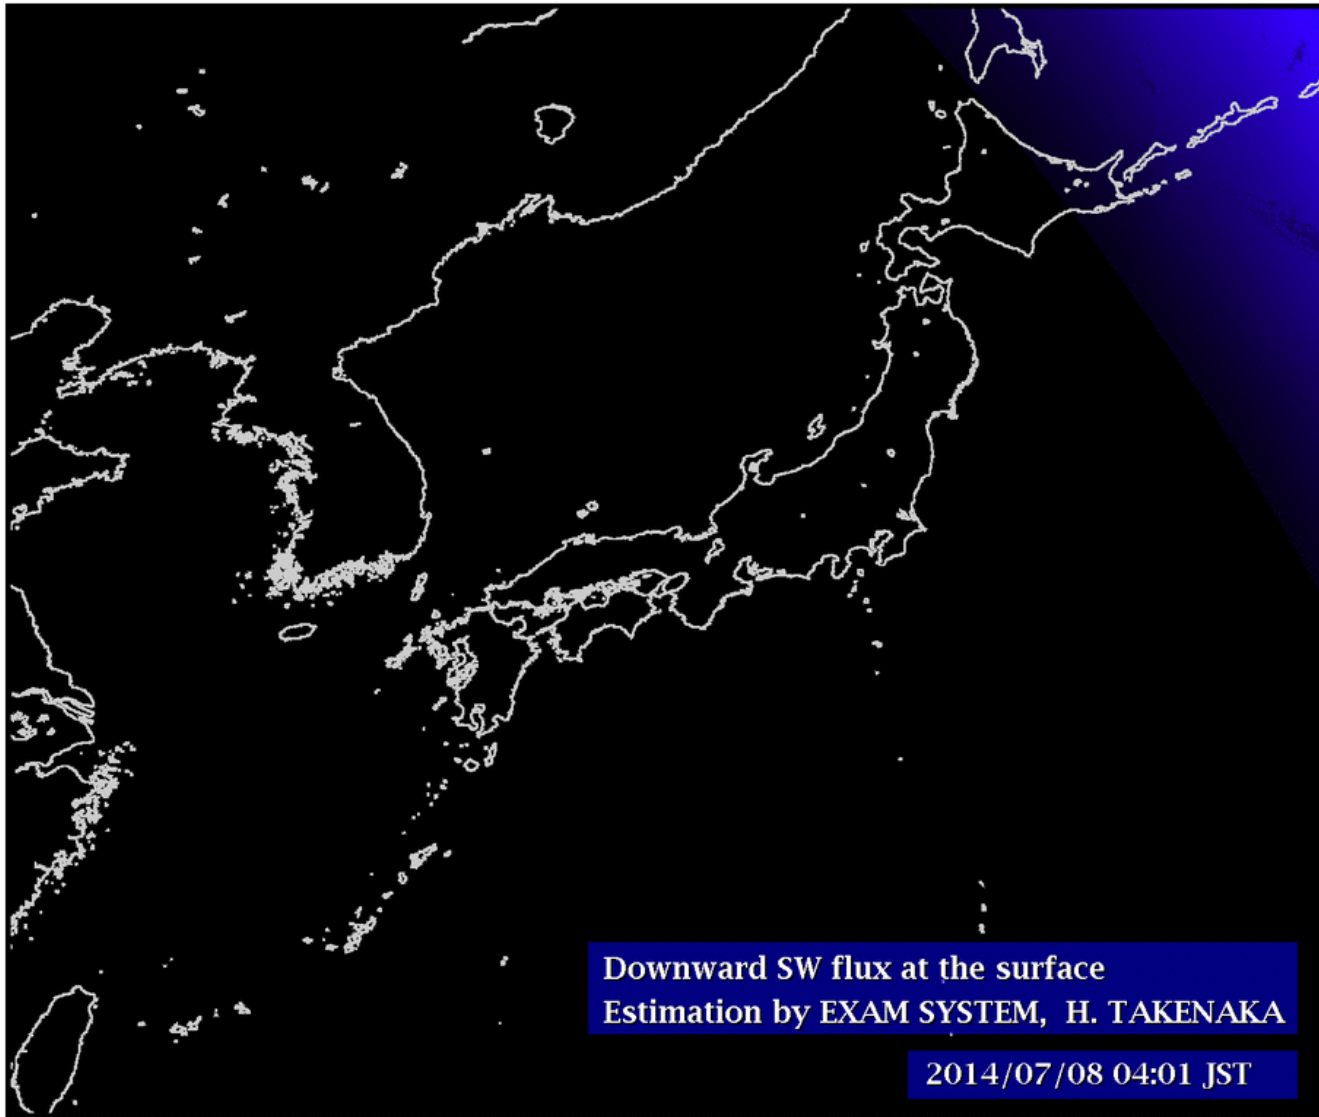 Downward SW flux at the surface
Estimation by EXAM SYSTEM, H. TAKENAKA
2014/07/08 04:01 JST